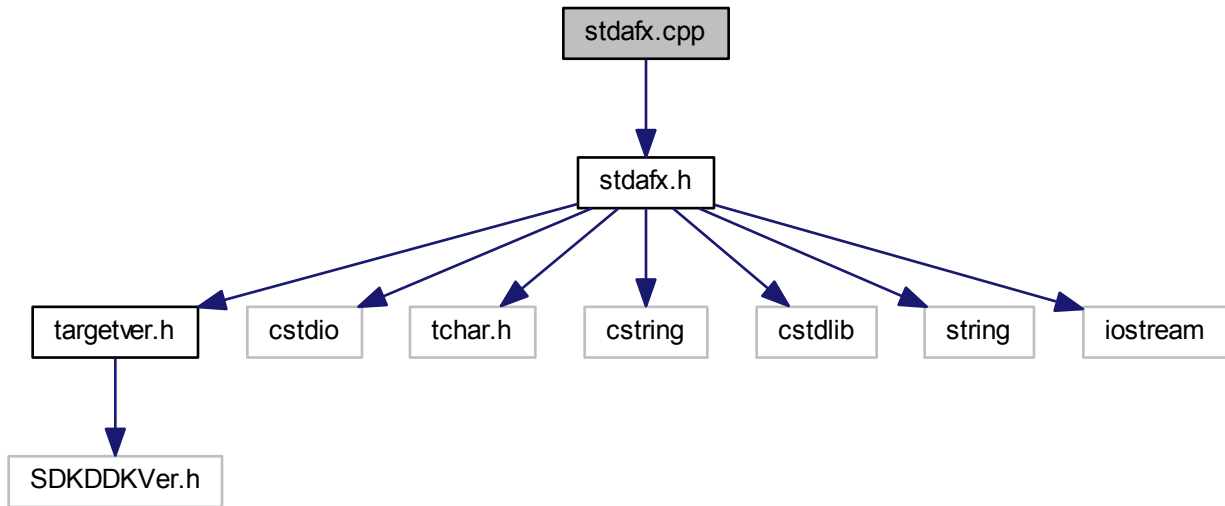 stdafx.cpp
stdafx.h
targetver.h
cstdio
tchar.h
cstring
cstdlib
string
iostream
SDKDDKVer.h